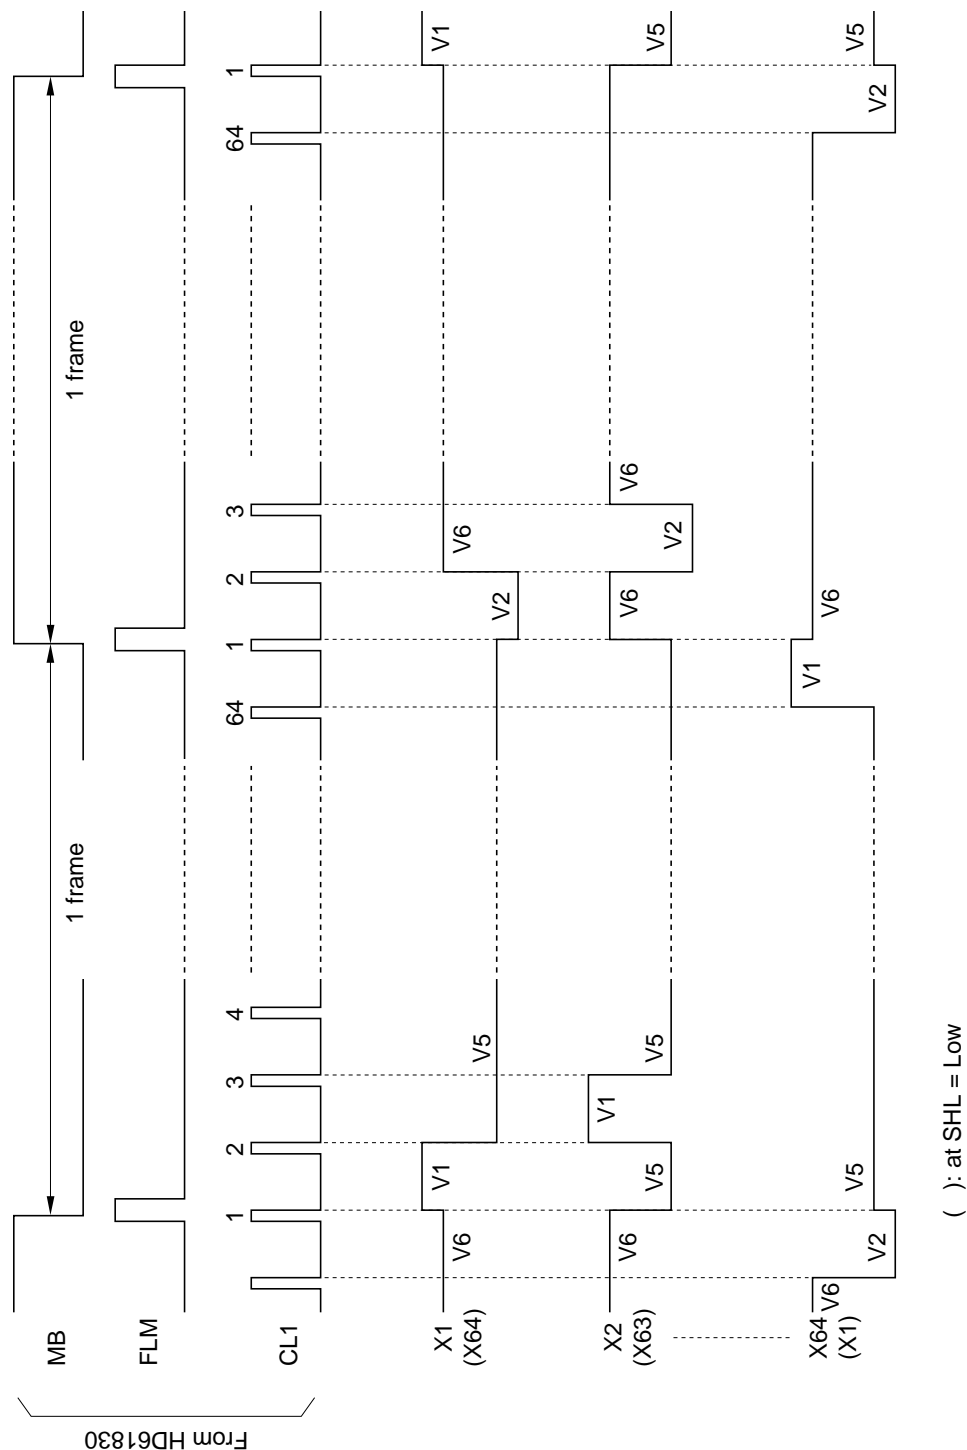 From HD61830
MB
1 frame
1 frame
FLM
CL1
1
2
3
4
64
1
2
3
64
1
X1
(X64)
V6
V1
V5
V2
V6
V1
X2
(X63)
V6
V5
V1
V5
V6
V2
V6
V5
X64
(X1)
V6
V2
V5
V1
V6
V2
V5
( ): at SHL = Low